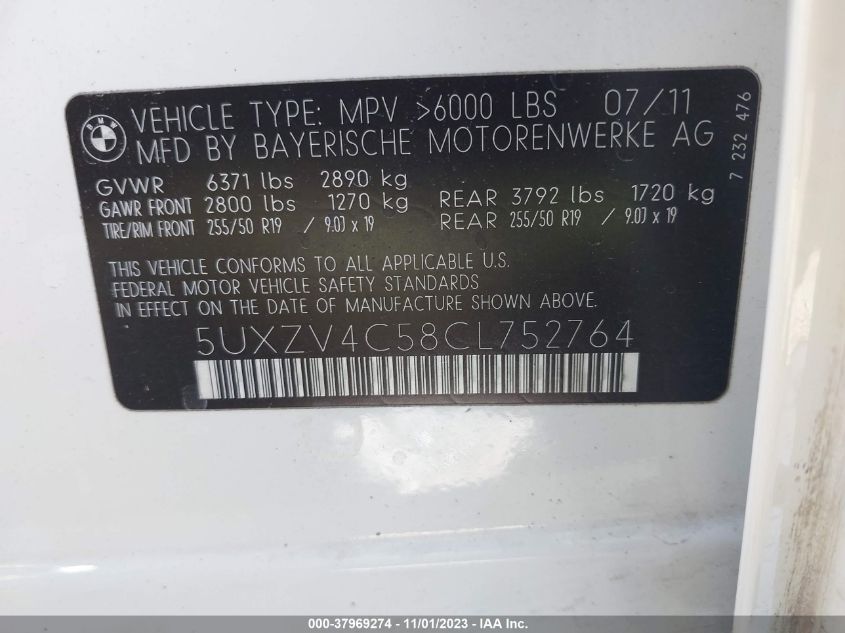 BMW
VEHICLE TYPE: MPV >6000 LBS 07/11
MFD BY BAYERISCHE MOTORENWERKE AG
GVWR 6371 lbs 2890 kg
GAWR FRONT 2800 lbs 1270 kg REAR 3792 lbs 1720 kg
TIRE/RIM FRONT 255/50 R19 / 9.0J x 19 REAR 255/50 R19 / 9.0J x 19
THIS VEHICLE CONFORMS TO ALL APPLICABLE U.S.
FEDERAL MOTOR VEHICLE SAFETY STANDARDS
IN EFFECT ON THE DATE OF MANUFACTURE SHOWN ABOVE.
5UXZV4C58CL752764
7 232 476
000-37969274 - 11/01/2023 - IAA Inc.